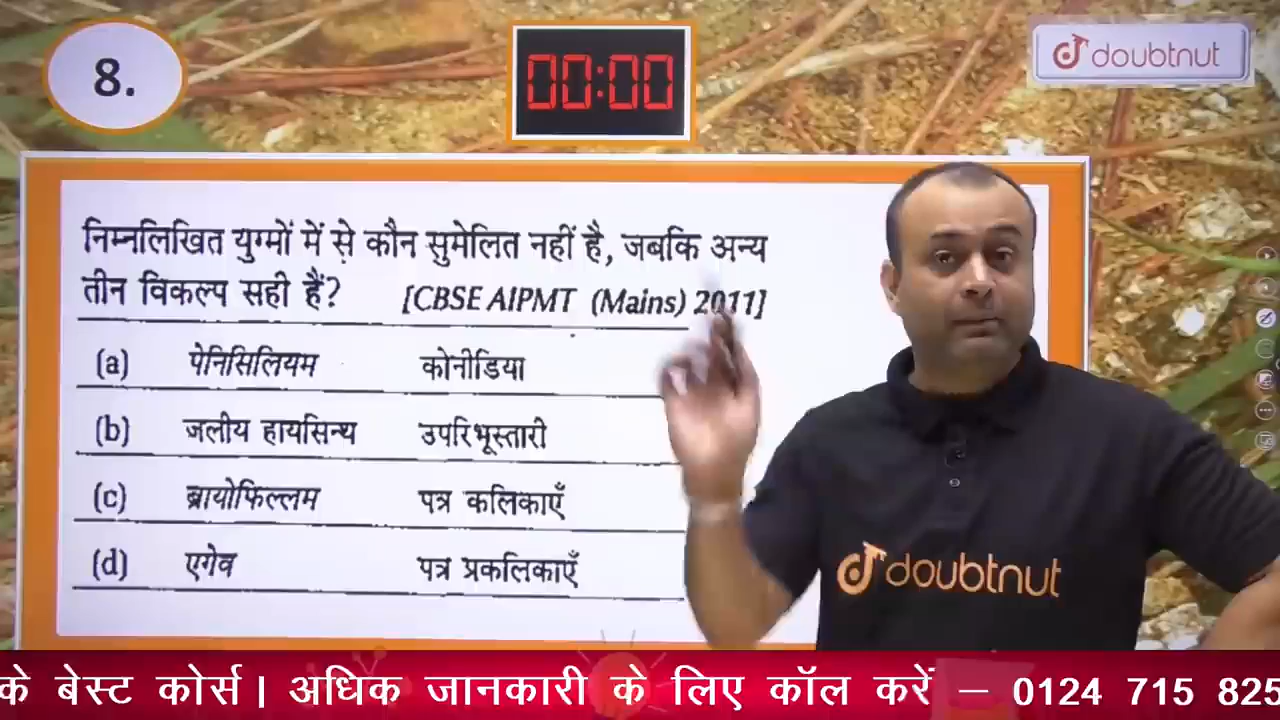 8.
00:00
doubtnut
निम्नलिखित युग्मों में से कौन सुमेलित नहीं है, जबकि अन्य
तीन विकल्प सही हैं? [CBSE AIPMT (Mains) 2011]
(a) पेनिसिलियम कोनीडिया
(b) जलीय हायसिन्थ उपरिभूस्तारी
(c) ब्रायोफिल्लम पत्र कलिकाएँ
(d) एगेव पत्र प्रकलिकाएँ
doubtnut
के बेस्ट कोर्स | अधिक जानकारी के लिए कॉल करें – 0124 715 825